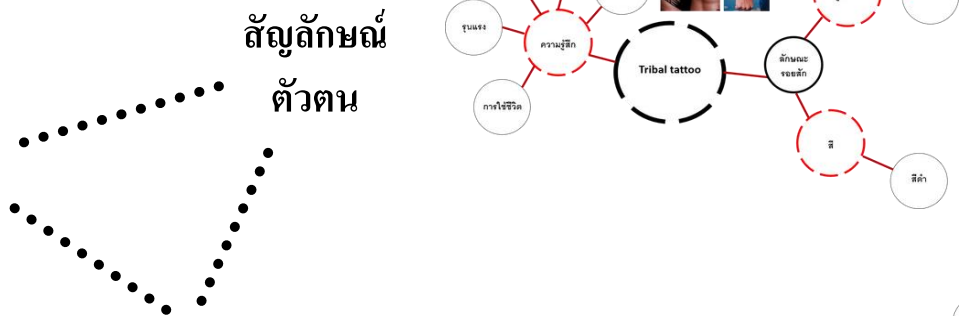 สัญลักษณ์
ตัวตน
รุนแรง
ความรู้สึก
การใช้ชีวิต
Tribal tattoo
ลักษณะ
รอยสัก
สี
สีดำ